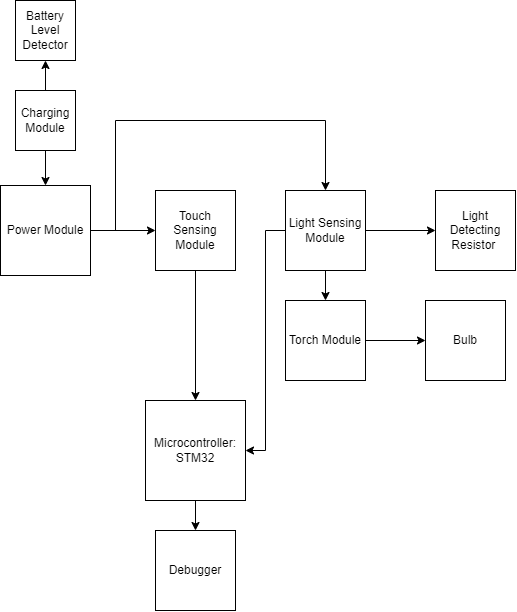 Battery
Level
Detector
Charging
Module
Power Module
Touch
Sensing
Module
Light Sensing
Module
Light
Detecting
Resistor
Torch Module
Bulb
Microcontroller:
STM32
Debugger